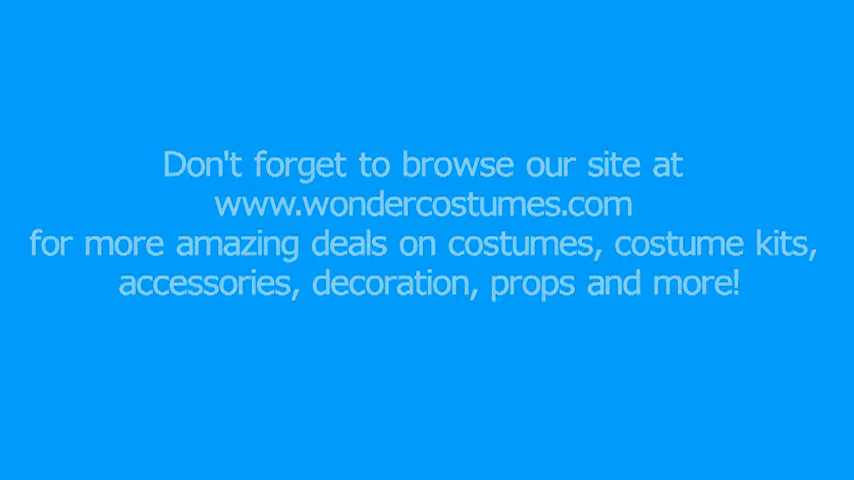 Don't forget to browse our site at
www.wondercostumes.com
for more amazing deals on costumes, costume kits,
accessories, decoration, props and more!